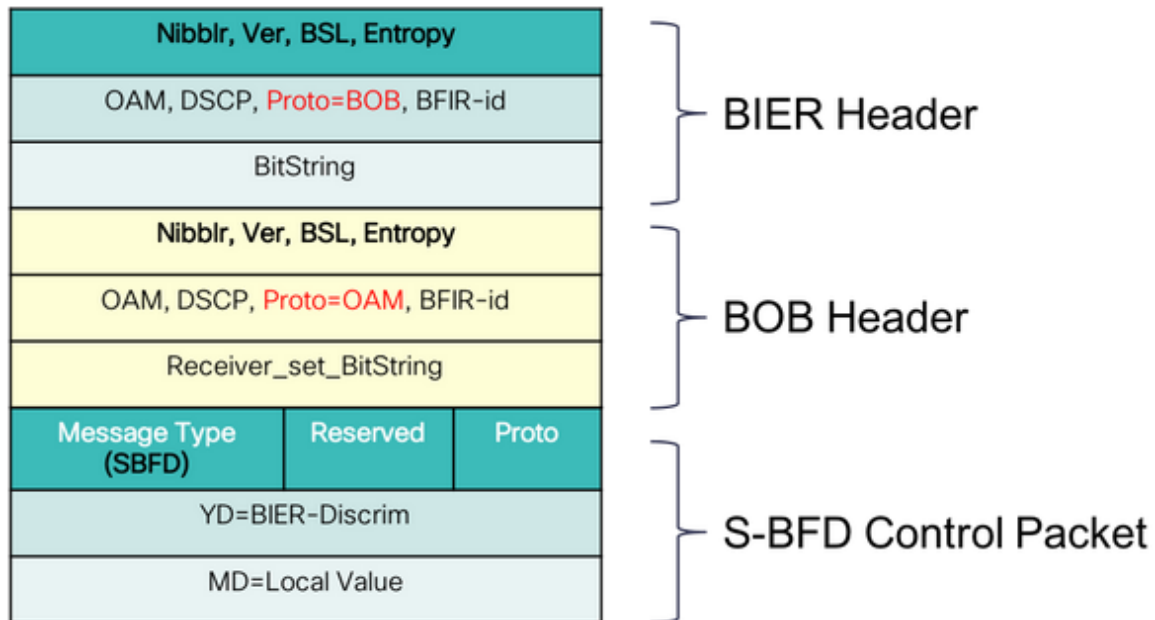 Nibblr, Ver, BSL, Entropy
OAM, DSCP, Proto=BOB, BFIR-id
BitString
BIER Header
Nibblr, Ver, BSL, Entropy
OAM, DSCP, Proto=OAM, BFIR-id
Receiver_set_BitString
BOB Header
Message Type
(SBFD)
Reserved
Proto
YD=BIER-Discrim
MD=Local Value
S-BFD Control Packet